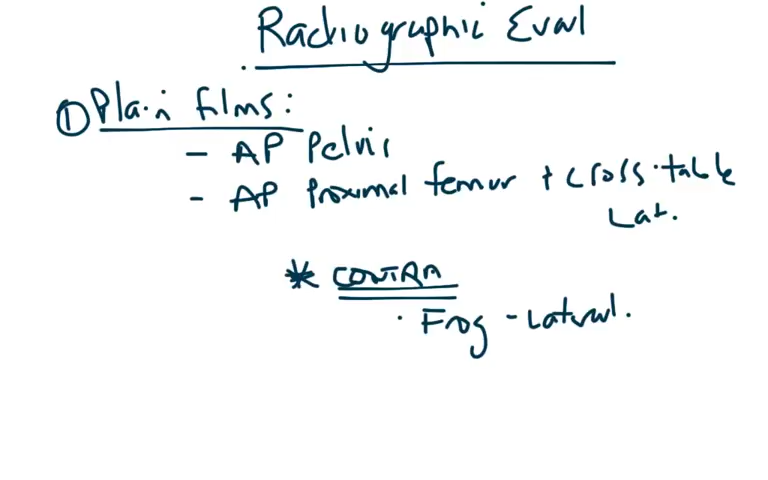 Radiographic Eval
① Plain films:
- AP Pelvis
- AP Proximal femur + cross-table
Lat.
* CONTRA
· Frog-Lateral.